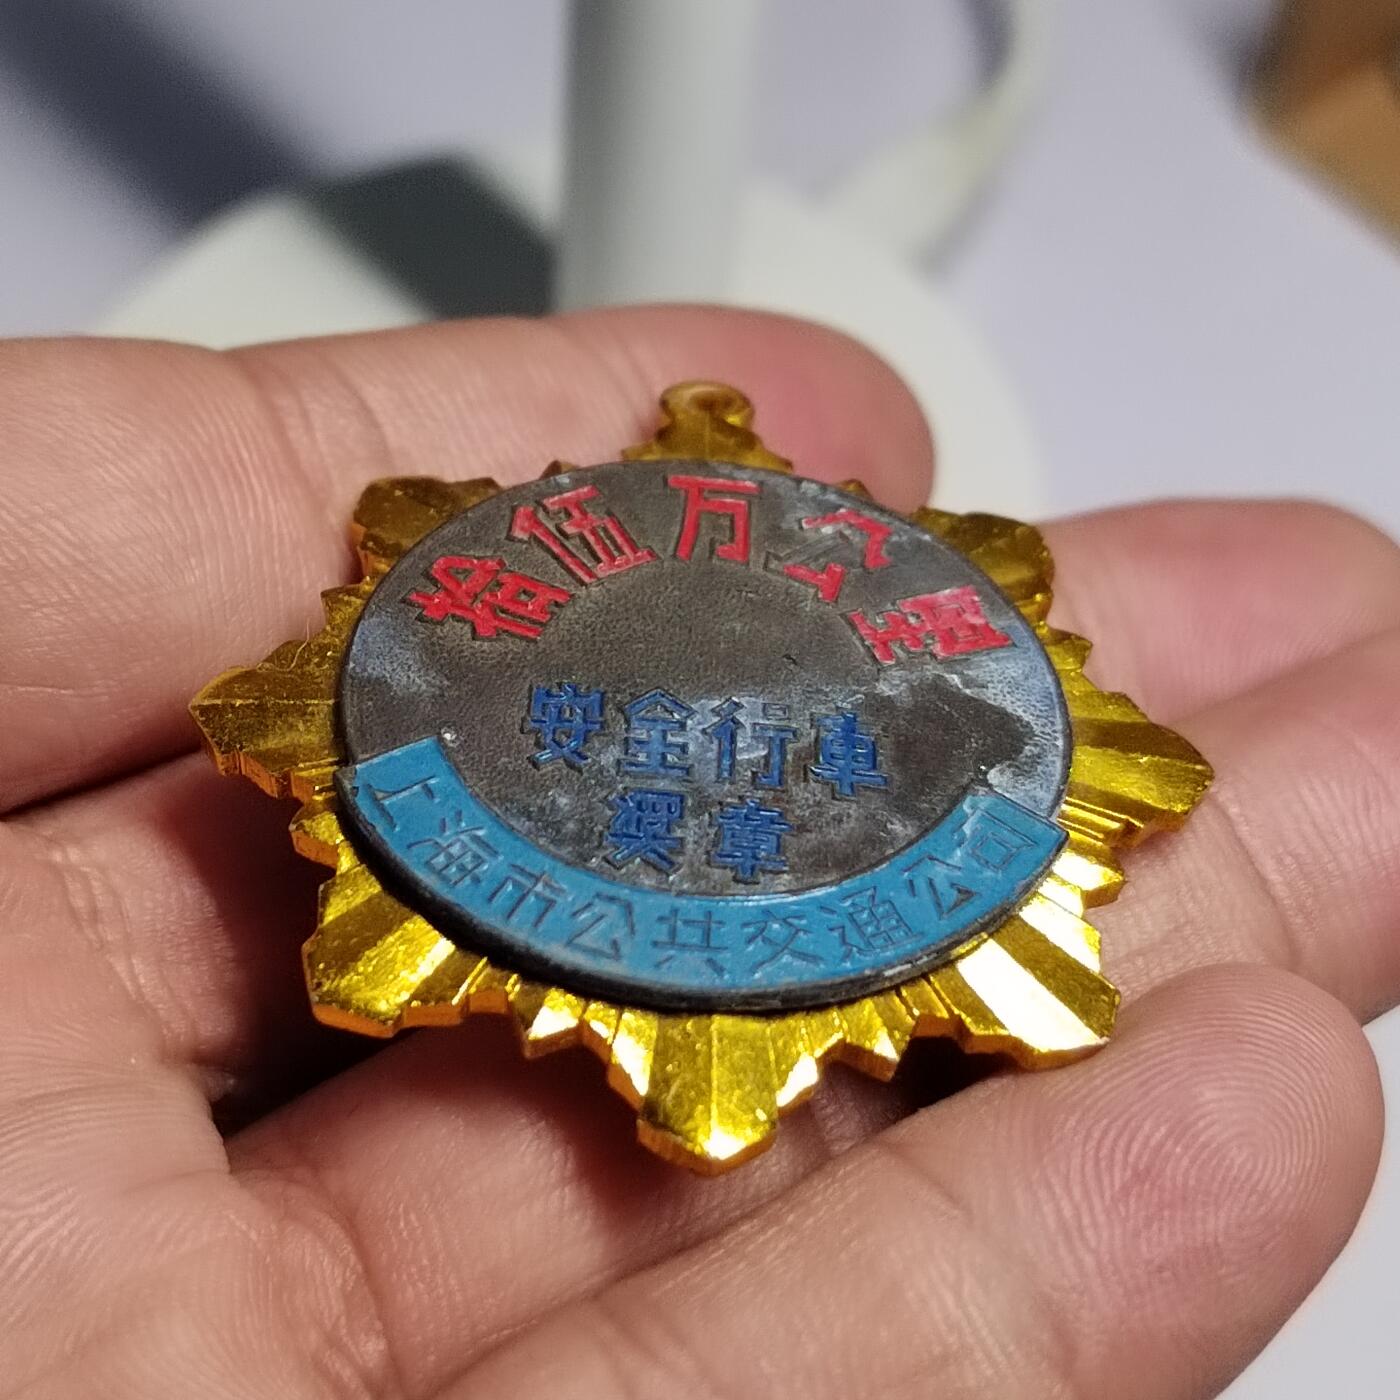 拾伍万公里
安全行車
奬章
上海市公共交通公司